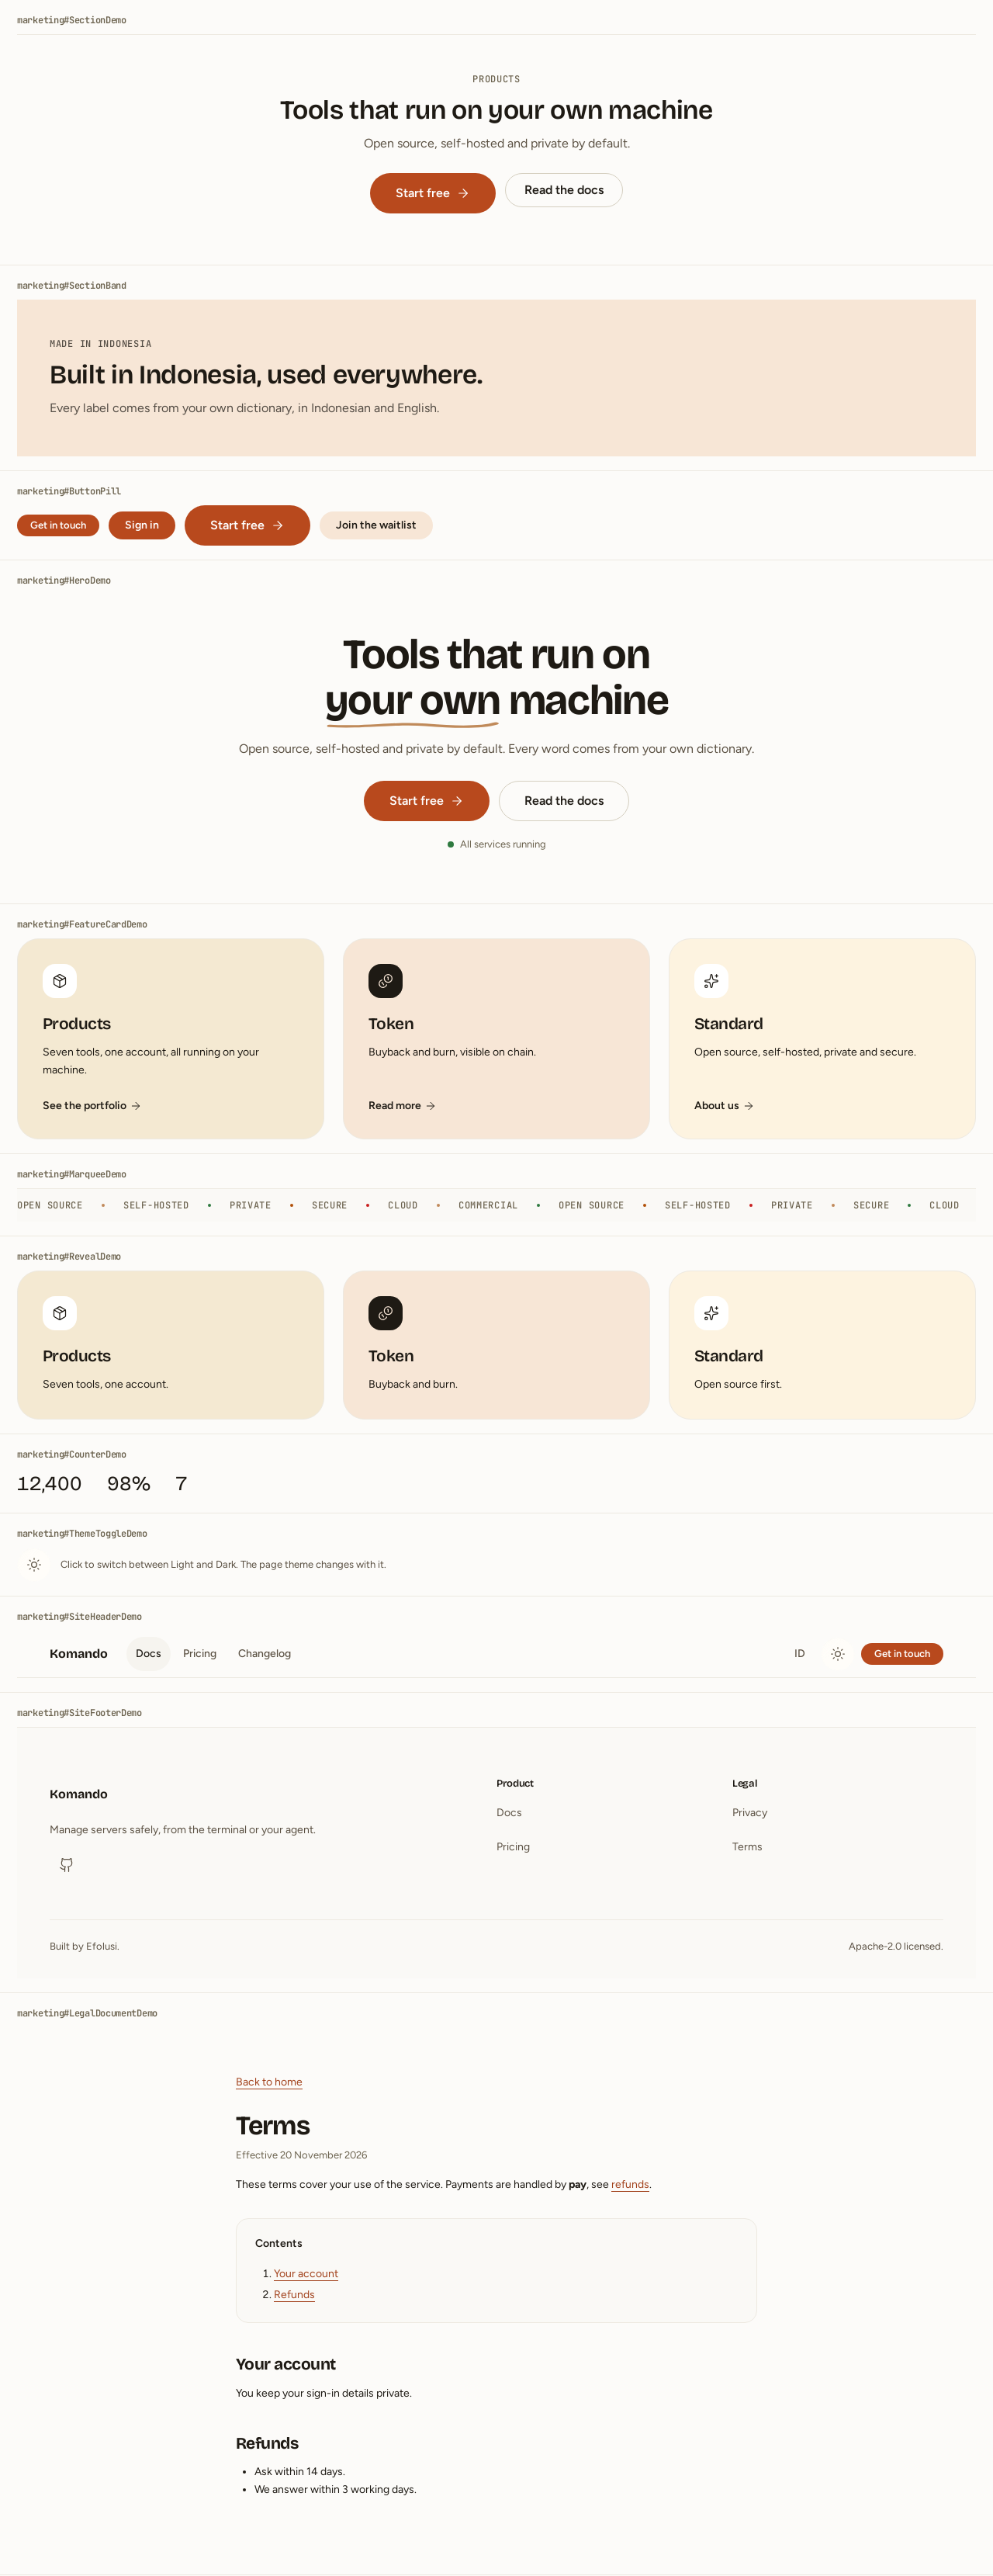 marketing#SectionDemo
PRODUCTS
Tools that run on your own machine
Open source, self-hosted and private by default.
Start free → Read the docs
marketing#SectionBand
MADE IN INDONESIA
Built in Indonesia, used everywhere.
Every label comes from your own dictionary, in Indonesian and English.
marketing#ButtonPill
Get in touch Sign in Start free → Join the waitlist
marketing#HeroDemo
Tools that run on
your own machine
Open source, self-hosted and private by default. Every word comes from your own dictionary.
Start free → Read the docs
All services running
marketing#FeatureCardDemo
Products
Seven tools, one account, all running on your
machine.
See the portfolio →
Token
Buyback and burn, visible on chain.
Read more →
Standard
Open source, self-hosted, private and secure.
About us →
marketing#MarqueeDemo
OPEN SOURCE • SELF-HOSTED • PRIVATE • SECURE • CLOUD • COMMERCIAL • OPEN SOURCE • SELF-HOSTED • PRIVATE • SECURE • CLOUD
marketing#RevealDemo
Products
Seven tools, one account.
Token
Buyback and burn.
Standard
Open source first.
marketing#CounterDemo
12,400 98% 7
marketing#ThemeToggleDemo
Click to switch between Light and Dark. The page theme changes with it.
marketing#SiteHeaderDemo
Komando Docs Pricing Changelog ID Get in touch
marketing#SiteFooterDemo
Komando
Manage servers safely, from the terminal or your agent.
Product
Docs
Pricing
Legal
Privacy
Terms
Built by Efolusi. Apache-2.0 licensed.
marketing#LegalDocumentDemo
Back to home
Terms
Effective 20 November 2026
These terms cover your use of the service. Payments are handled by pay, see refunds.
Contents
1. Your account
2. Refunds
Your account
You keep your sign-in details private.
Refunds
• Ask within 14 days.
• We answer within 3 working days.